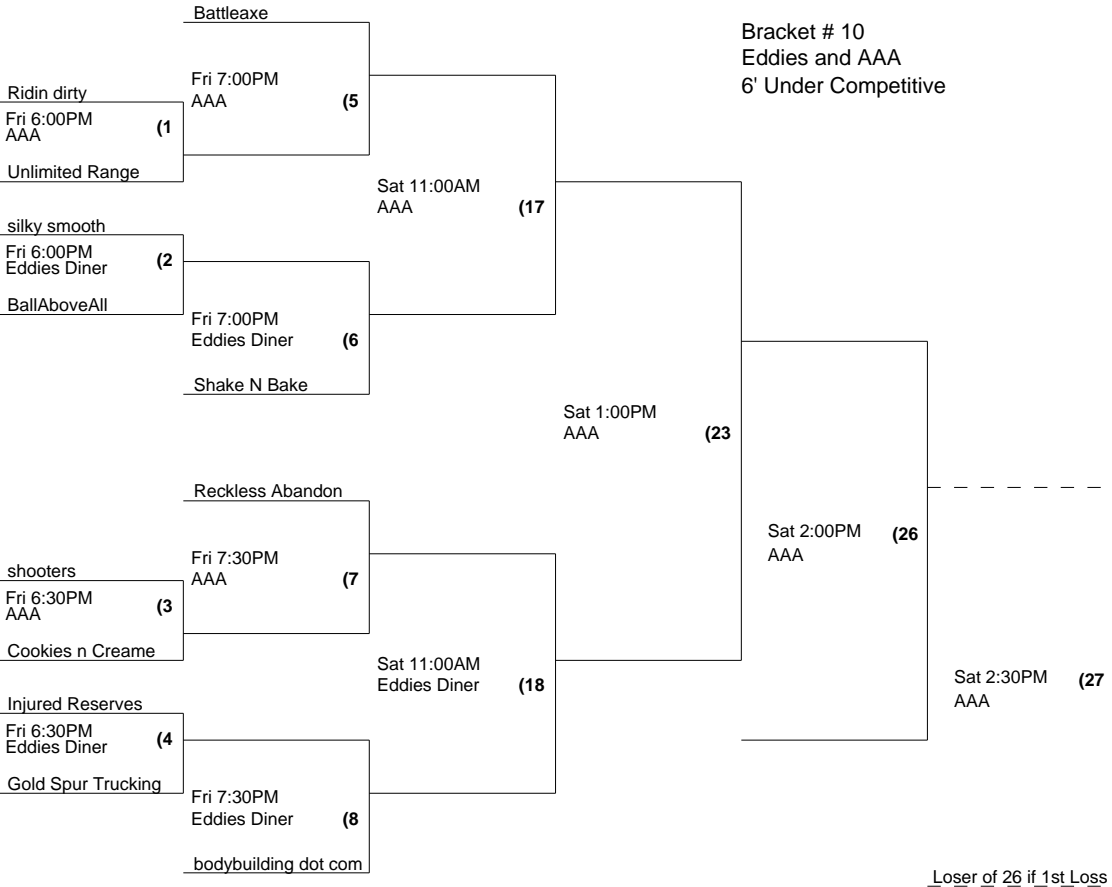 Battleaxe
Bracket # 10
Eddies and AAA
6' Under Competitive
Fri 7:00PM
AAA (5
Ridin dirty
Fri 6:00PM
AAA (1
Unlimited Range
Sat 11:00AM
AAA (17
silky smooth
Fri 6:00PM
Eddies Diner (2
BallAboveAll
Fri 7:00PM
Eddies Diner (6
Shake N Bake
Sat 1:00PM
AAA (23
Reckless Abandon
Fri 7:30PM
AAA (7
Sat 2:00PM (26
AAA
shooters
Fri 6:30PM
AAA (3
Cookies n Creame
Sat 11:00AM
Eddies Diner (18
Sat 2:30PM (27
AAA
Injured Reserves
Fri 6:30PM
Eddies Diner (4
Gold Spur Trucking
Fri 7:30PM
Eddies Diner (8
bodybuilding dot com
Loser of 26 if 1st Loss